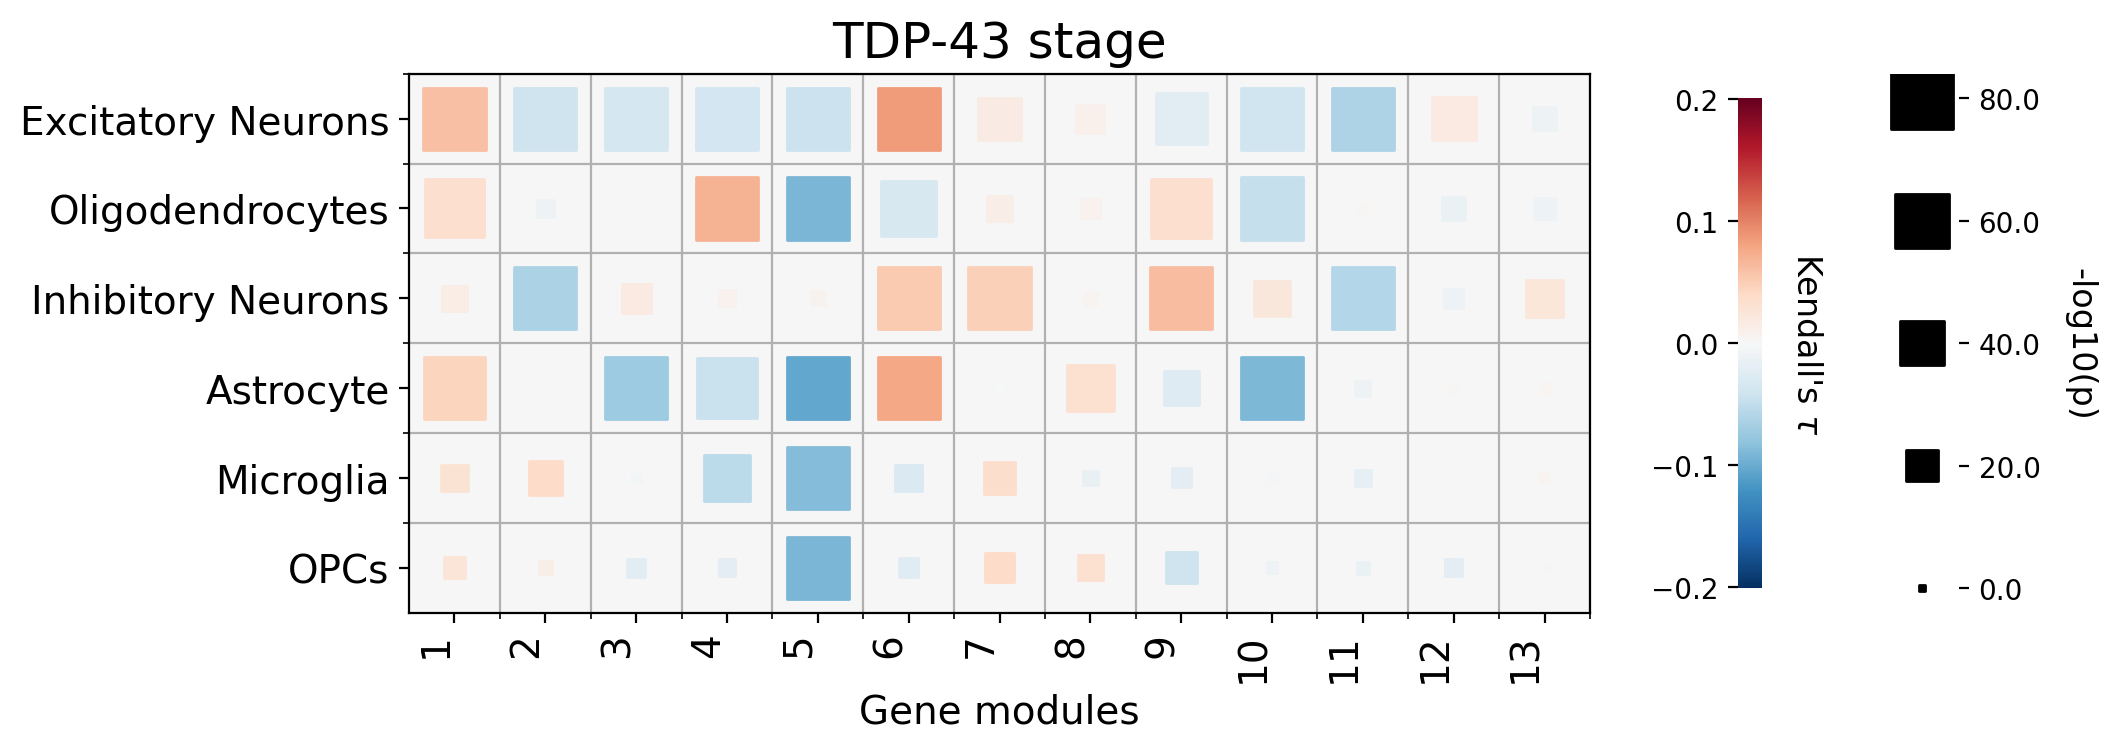 TDP-43 stage
Excitatory Neurons
Oligodendrocytes
Inhibitory Neurons
Astrocyte
Microglia
OPCs
1 2 3 4 5 6 7 8 9 10 11 12 13
Gene modules
0.2
0.1
0.0
−0.1
−0.2
Kendall's τ
80.0
60.0
40.0
20.0
0.0
-log10(p)